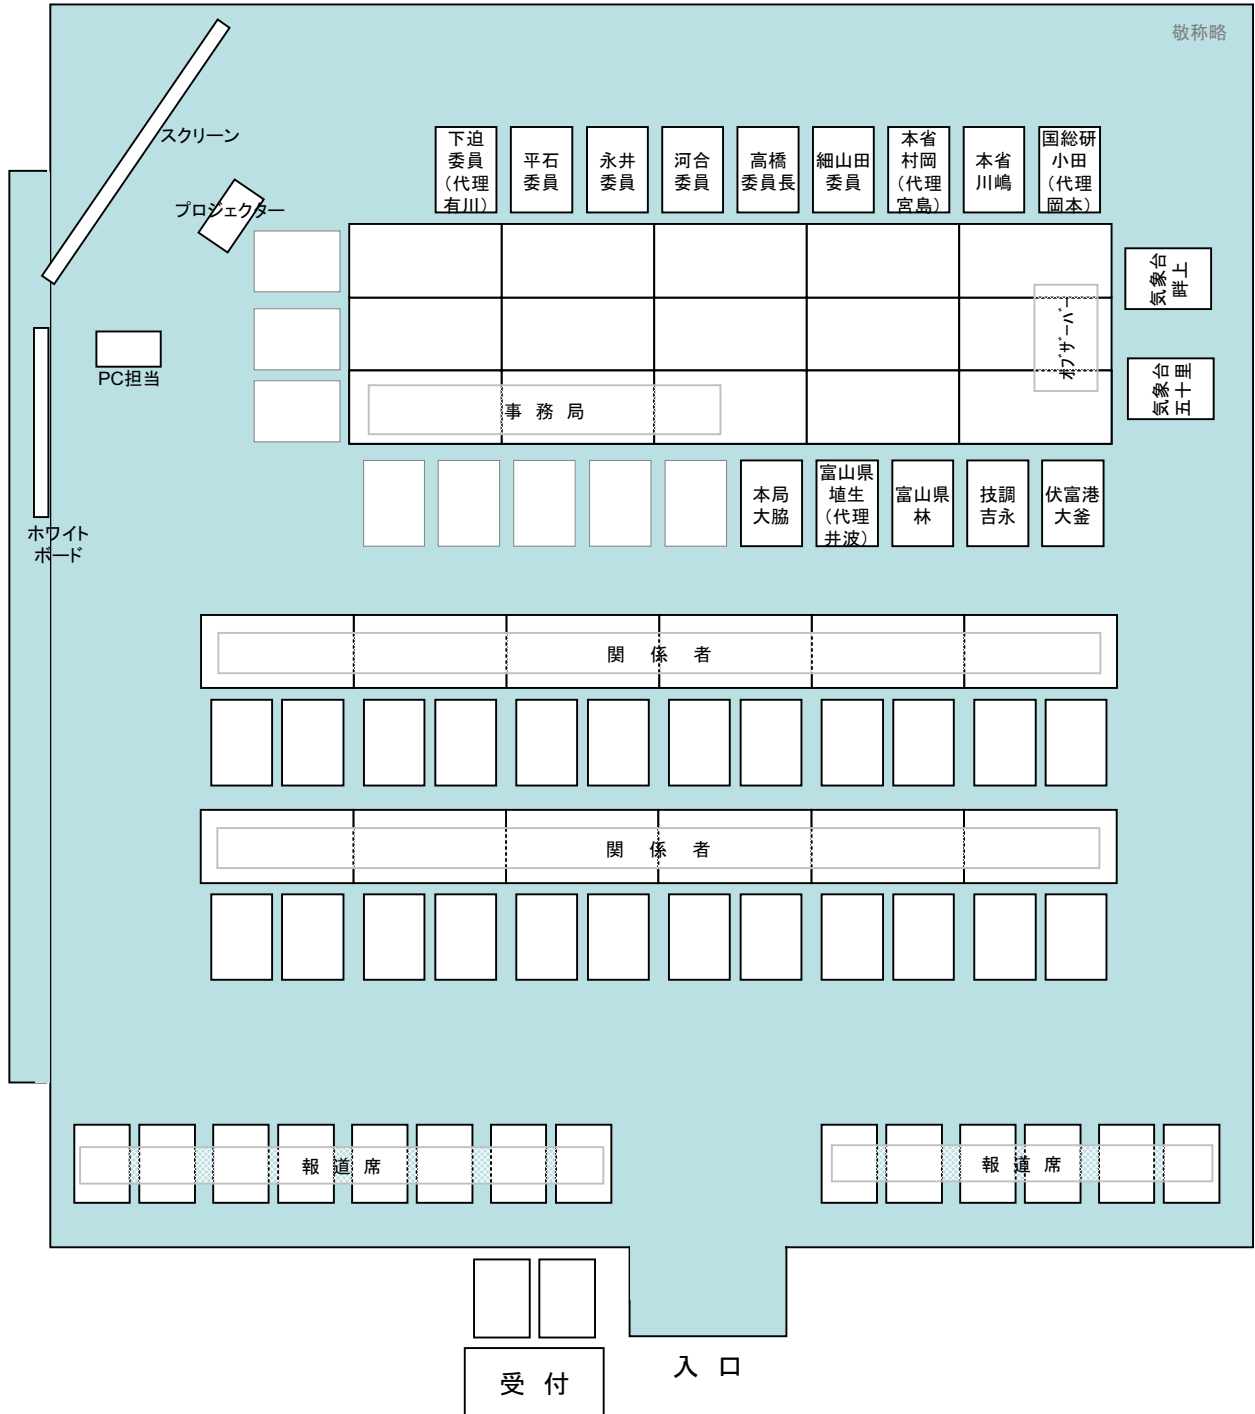 敬称略
スクリーン
プロジェクター
下迫
委員
（代理
有川）
平石
委員
永井
委員
河合
委員
高橋
委員長
細山田
委員
本省
村岡
（代理
宮島）
本省
川嶋
国総研
小田
（代理
岡本）
気象台
畔上
オブザーバー
気象台
五十里
PC担当
事 務 局
ホワイト
ボード
本局
大脇
富山県
埴生
（代理
井波）
富山県
林
技調
吉永
伏富港
大釜
関 係 者
関 係 者
報 道 席
報 道 席
入 口
受 付